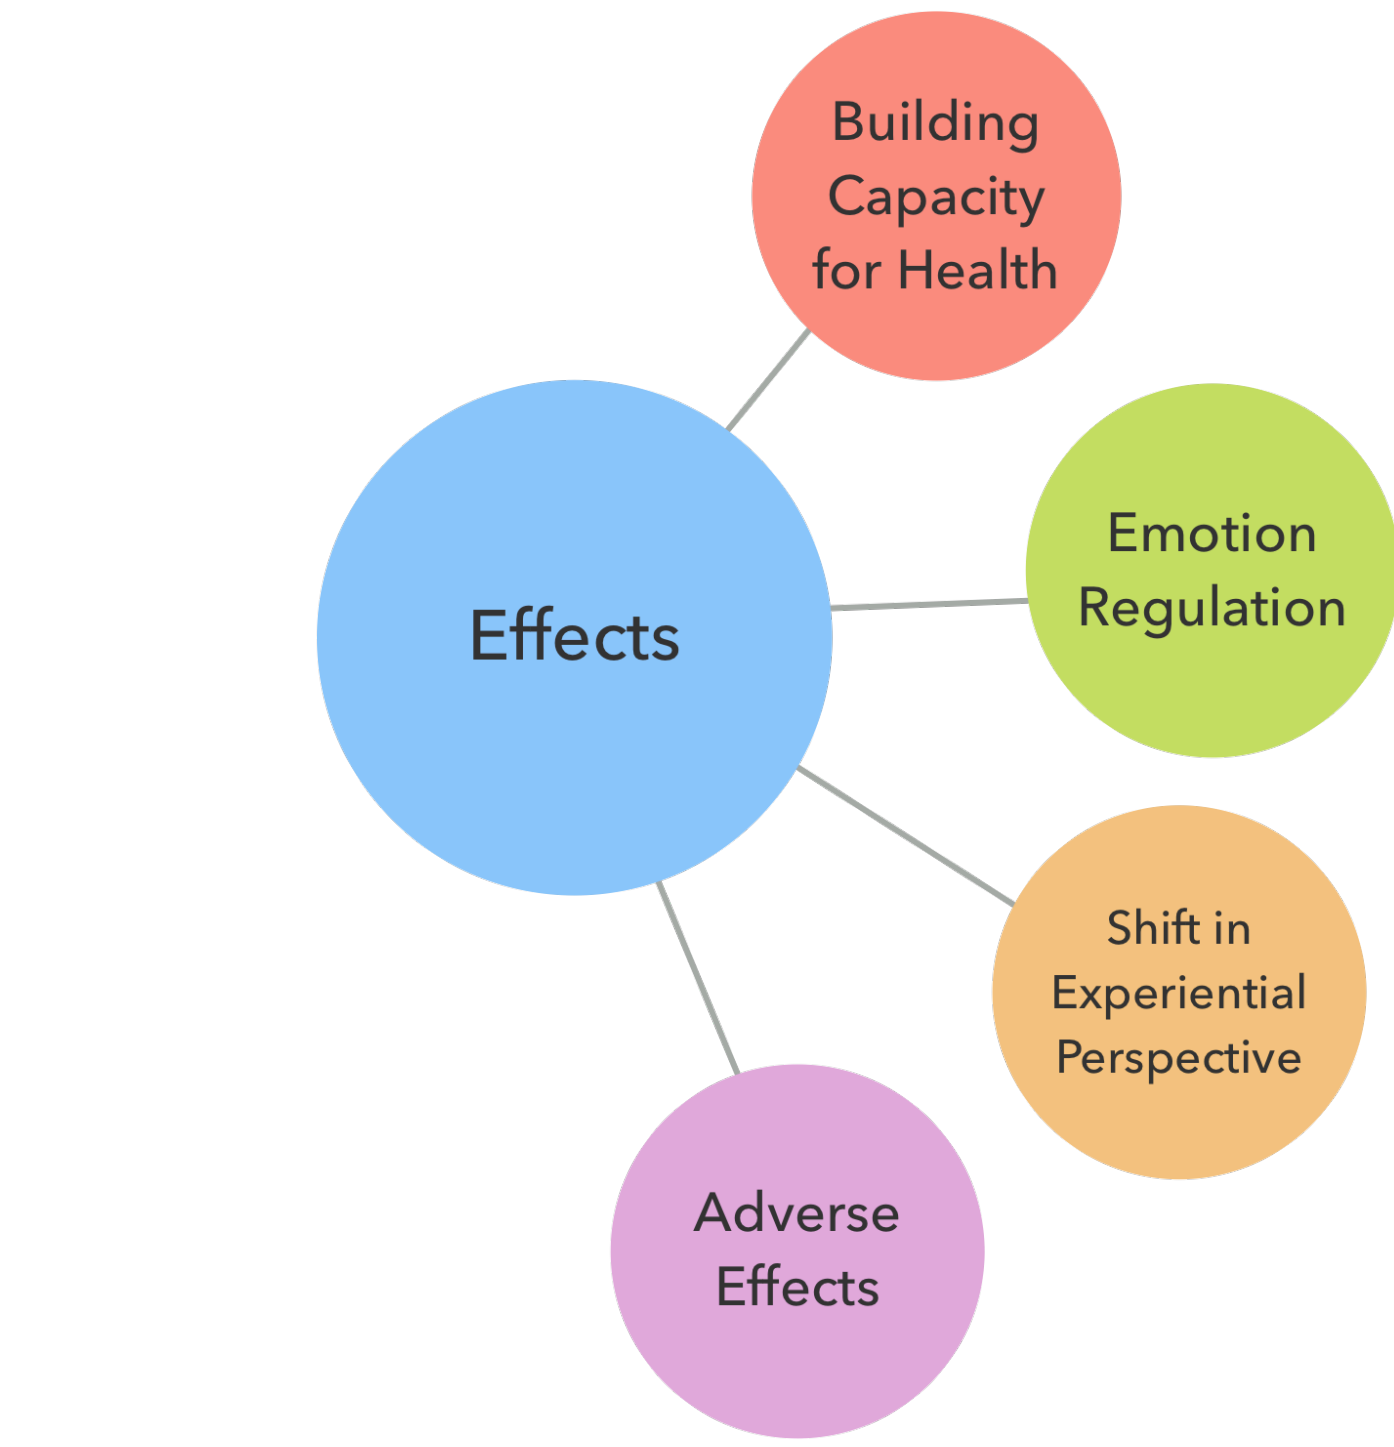 Building
Capacity
for Health
Emotion
Regulation
Effects
Shift in
Experiential
Perspective
Adverse
Effects